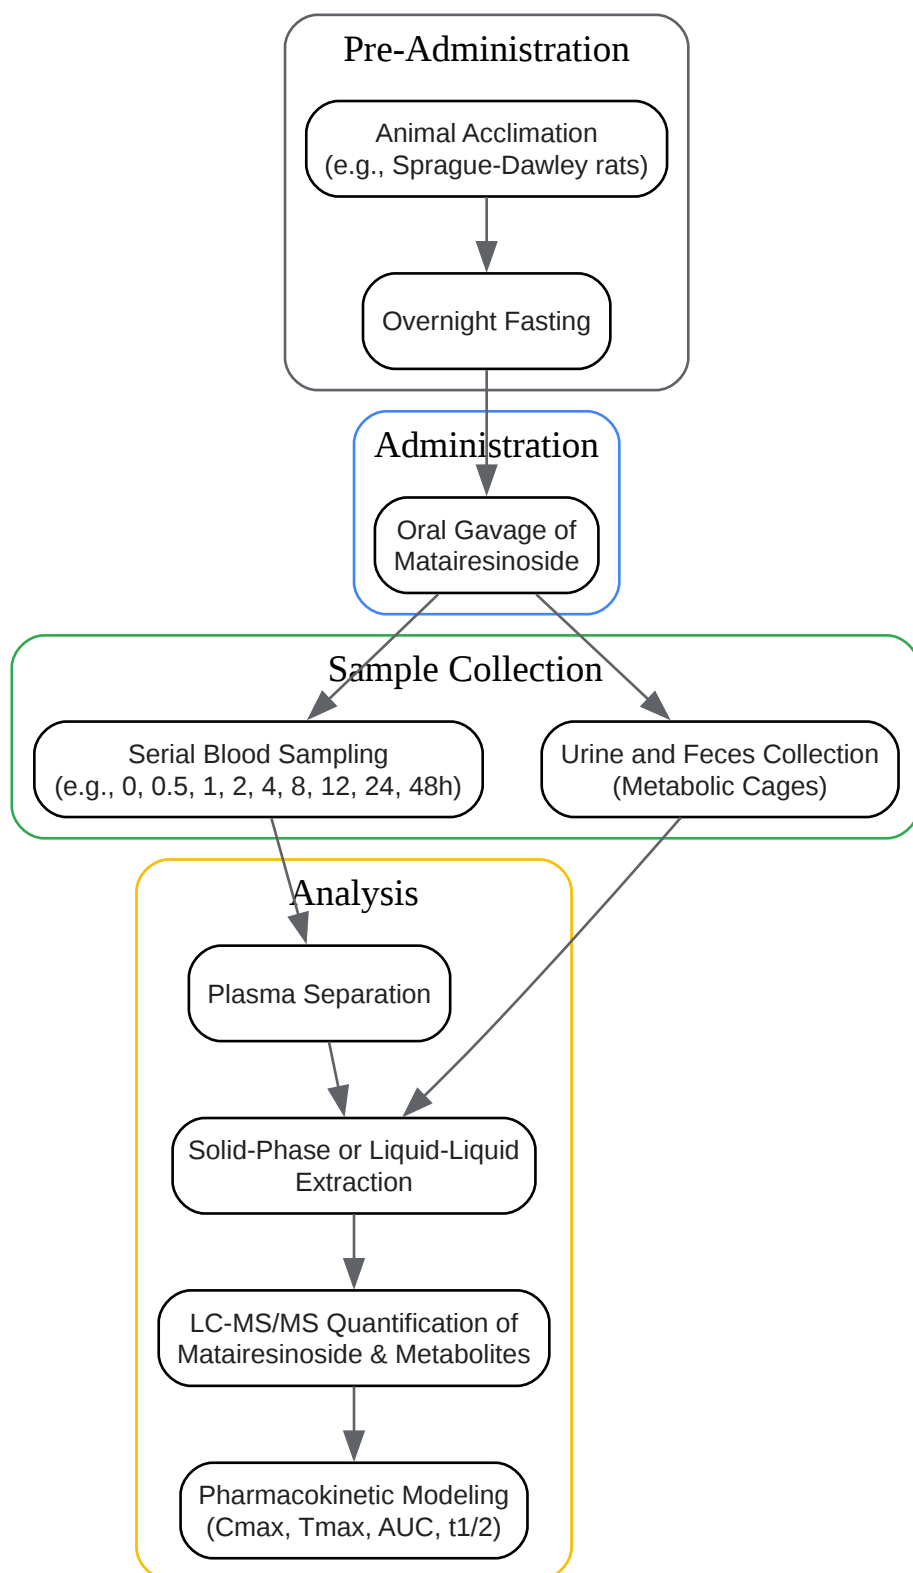 Pre-Administration
Animal Acclimation
(e.g., Sprague-Dawley rats)
Overnight Fasting
Administration
Oral Gavage of
Matairesinoside
Sample Collection
Serial Blood Sampling
(e.g., 0, 0.5, 1, 2, 4, 8, 12, 24, 48h)
Urine and Feces Collection
(Metabolic Cages)
Analysis
Plasma Separation
Solid-Phase or Liquid-Liquid
Extraction
LC-MS/MS Quantification of
Matairesinoside & Metabolites
Pharmacokinetic Modeling
(Cmax, Tmax, AUC, t1/2)